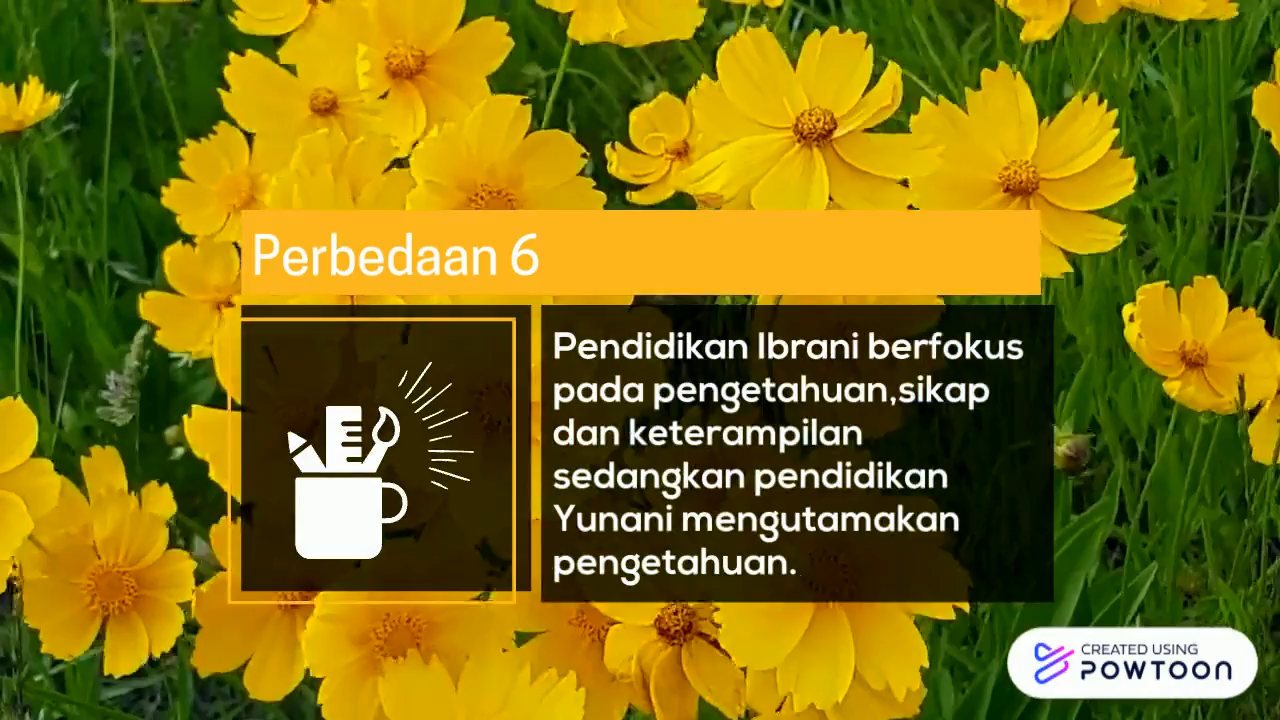 Perbedaan 6
Pendidikan Ibrani berfokus
pada pengetahuan,sikap
dan keterampilan
sedangkan pendidikan
Yunani mengutamakan
pengetahuan.
CREATED USING
POWTOON